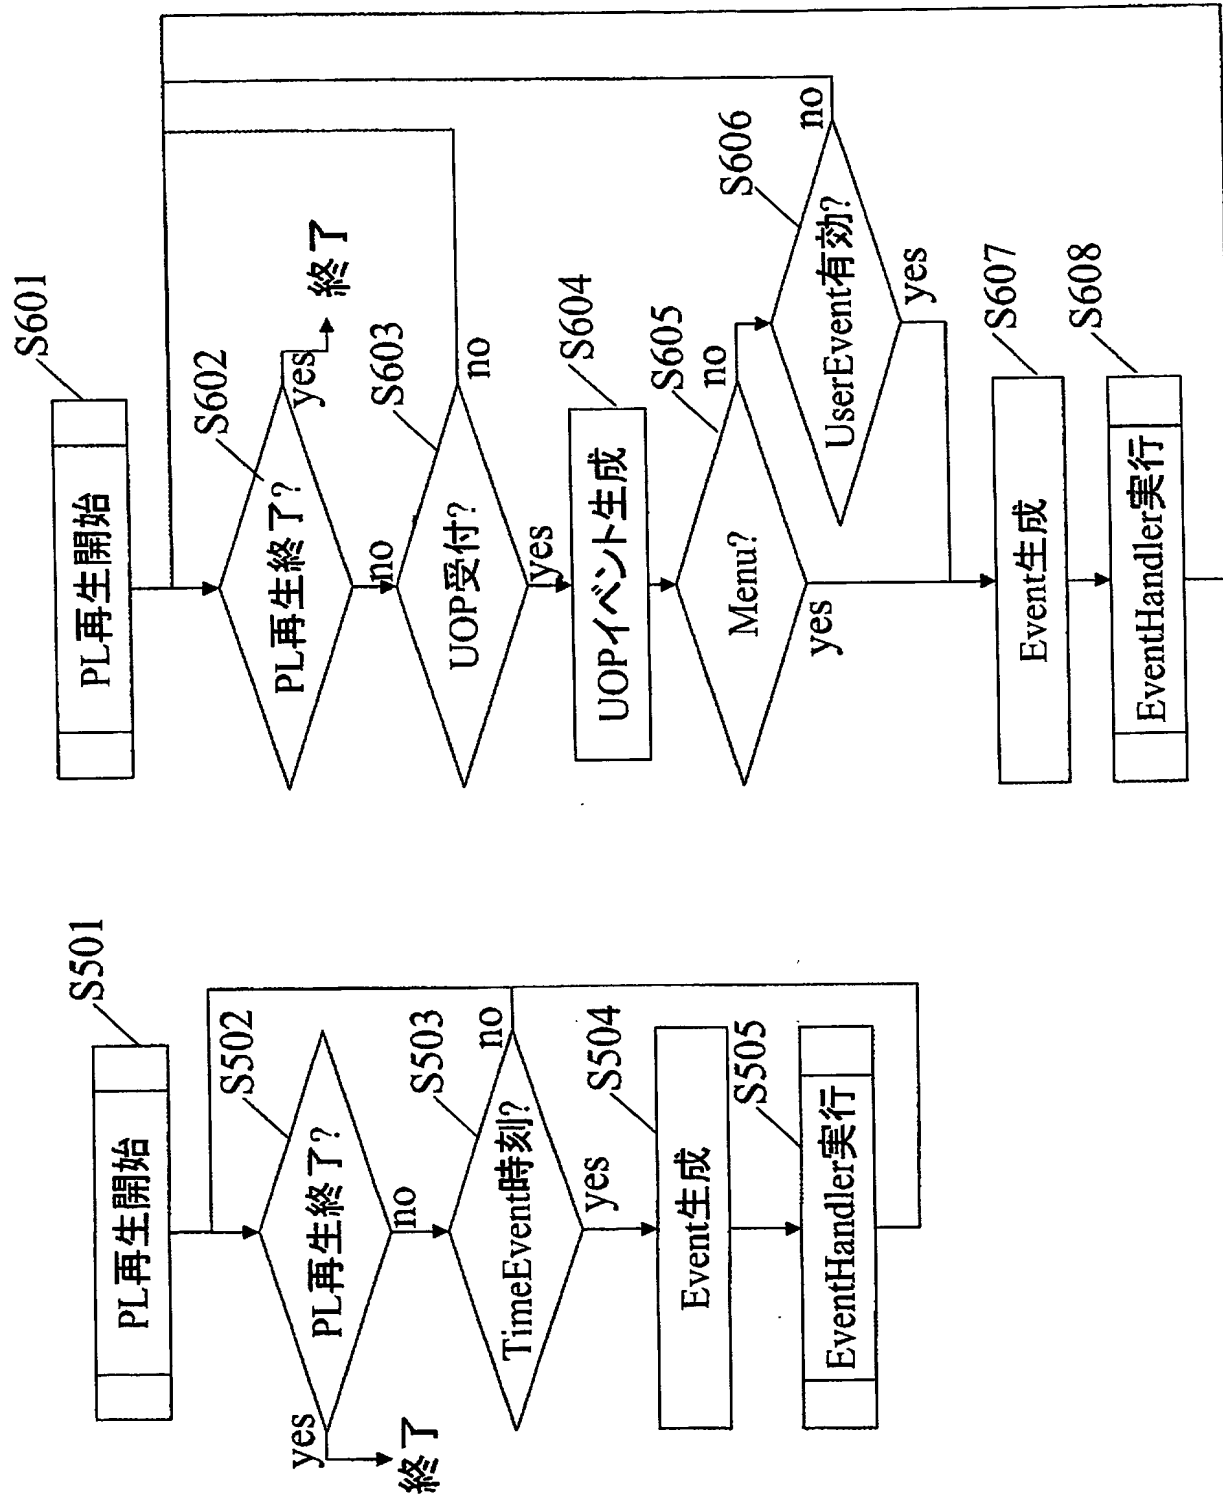 S501
PL再生開始
S502
PL再生終了?
yes
終了
no
S503
TimeEvent時刻?
no
yes
S504
Event生成
S505
EventHandler実行
S601
PL再生開始
S602
PL再生終了?
yes
終了
no
S603
UOP受付?
no
yes
S604
UOPイベント生成
S605
Menu?
no
yes
S606
UserEvent有効?
no
yes
S607
Event生成
S608
EventHandler実行